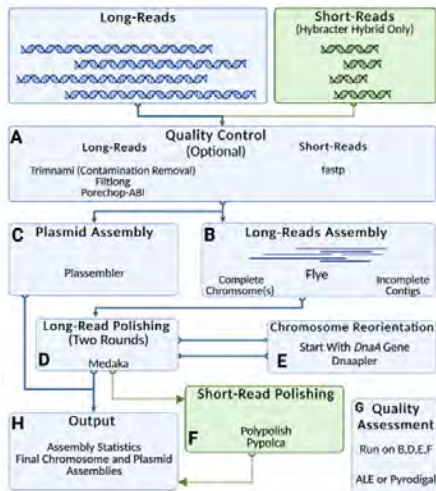 Long-Reads
Short-Reads
(Hybracter Hybrid Only)
A
Quality Control
(Optional)
Long-Reads
Trimnami (Contamination Removal)
Filtlong
Porechop-ABI
Short-Reads
fastp
C
Plasmid Assembly
Plassembler
B
Long-Reads Assembly
Flye
Complete
Chromsome(s)
Incomplete
Contigs
Long-Read Polishing
(Two Rounds)
D
Medaka
Chromosome Reorientation
Start With DnaA Gene
E
Dnaapler
Short-Read Polishing
F
Polypolish
Pypolca
G
Quality
Assessment
Run on B,D,E,F
ALE or Pyrodigal
H
Output
Assembly Statistics
Final Chromosome and Plasmid
Assemblies